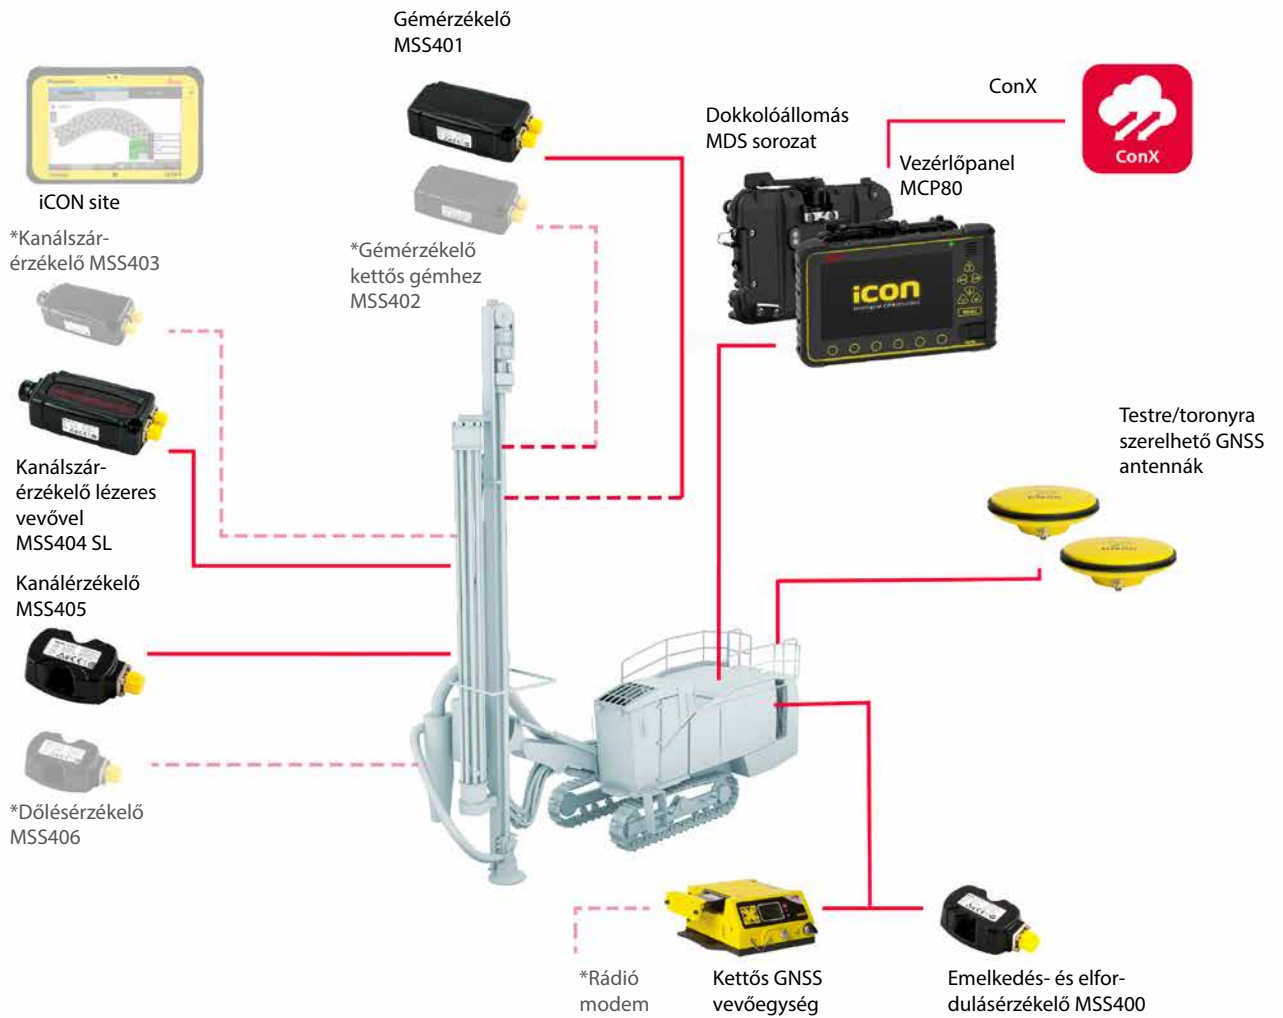 Gémérzékelő
MSS401
iCON site
*Kanálszár-
érzékelő MSS403
*Gémérzékelő
kettős gémhez
MSS402
Dokkolóállomás
MDS sorozat
ConX
ConX
Vezérlőpanel
MCP80
icon
Testre/toronyra
szerelhető GNSS
antennák
Kanálszár-
érzékelő lézeres
vevővel
MSS404 SL
Kanálérzékelő
MSS405
*Dőlésérzékelő
MSS406
*Rádió
modem
Kettős GNSS
vevőegység
Emelkedés- és elfor-
dulásérzékelő MSS400